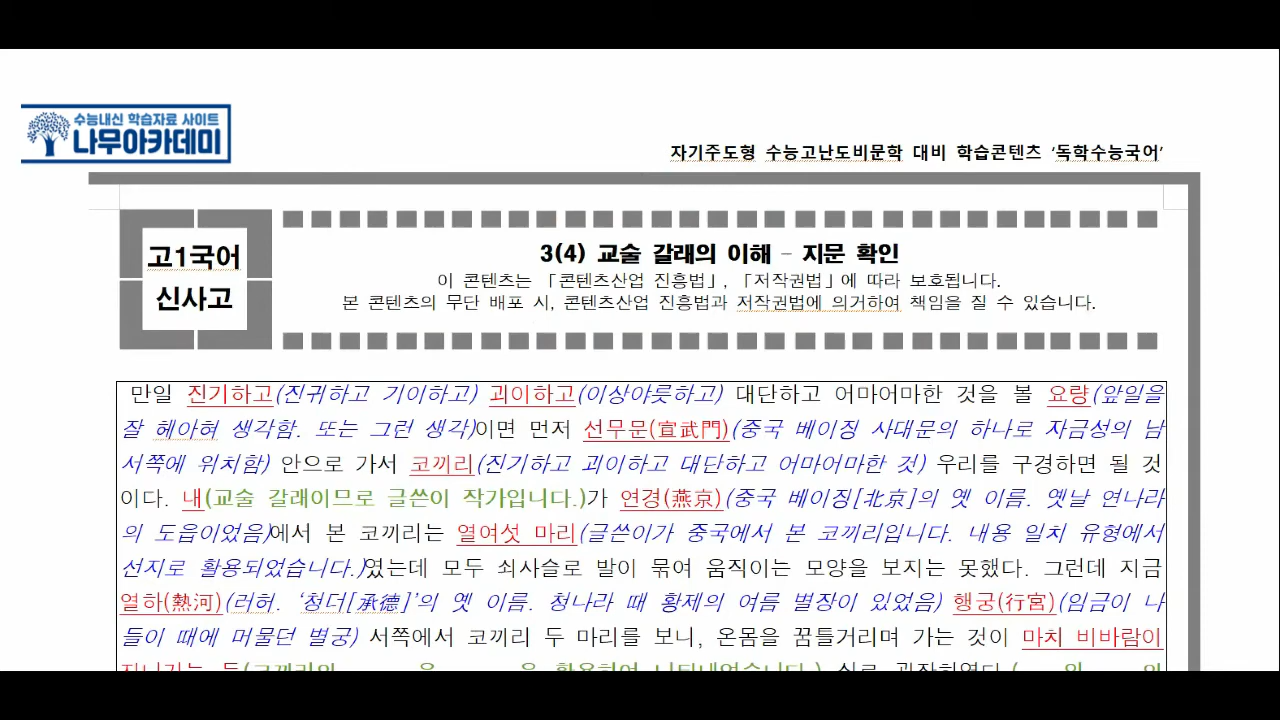 수능내신 학습자료 사이트
나무아카데미
자기주도형 수능고난도비문학 대비 학습콘텐츠 '독학수능국어'
고1국어
신사고
3(4) 교술 갈래의 이해 - 지문 확인
이 콘텐츠는 「콘텐츠산업 진흥법」, 「저작권법」에 따라 보호됩니다.
본 콘텐츠의 무단 배포 시, 콘텐츠산업 진흥법과 저작권법에 의거하여 책임을 질 수 있습니다.
만일 진기하고(진귀하고 기이하고) 괴이하고(이상야릇하고) 대단하고 어마어마한 것을 볼 요량(앞일을
잘 헤아혀 생각함. 또는 그런 생각)이면 먼저 선무문(宣武門)(중국 베이징 사대문의 하나로 자금성의 남
서쪽에 위치함) 안으로 가서 코끼리(진기하고 괴이하고 대단하고 어마어마한 것) 우리를 구경하면 될 것
이다. 내(교술 갈래이므로 글쓴이 작가입니다.)가 연경(燕京)(중국 베이징[北京]의 옛 이름. 옛날 연나라
의 도읍이었음)에서 본 코끼리는 열여섯 마리(글쓴이가 중국에서 본 코끼리입니다. 내용 일치 유형에서
선지로 활용되었습니다.)였는데 모두 쇠사슬로 발이 묶여 움직이는 모양을 보지는 못했다. 그런데 지금
열하(熱河)(러허. '청더[承德]'의 옛 이름. 청나라 때 황제의 여름 별장이 있었음) 행궁(行宮)(임금이 나
들이 때에 머물던 별궁) 서쪽에서 코끼리 두 마리를 보니, 온몸을 꿈틀거리며 가는 것이 마치 비바람이